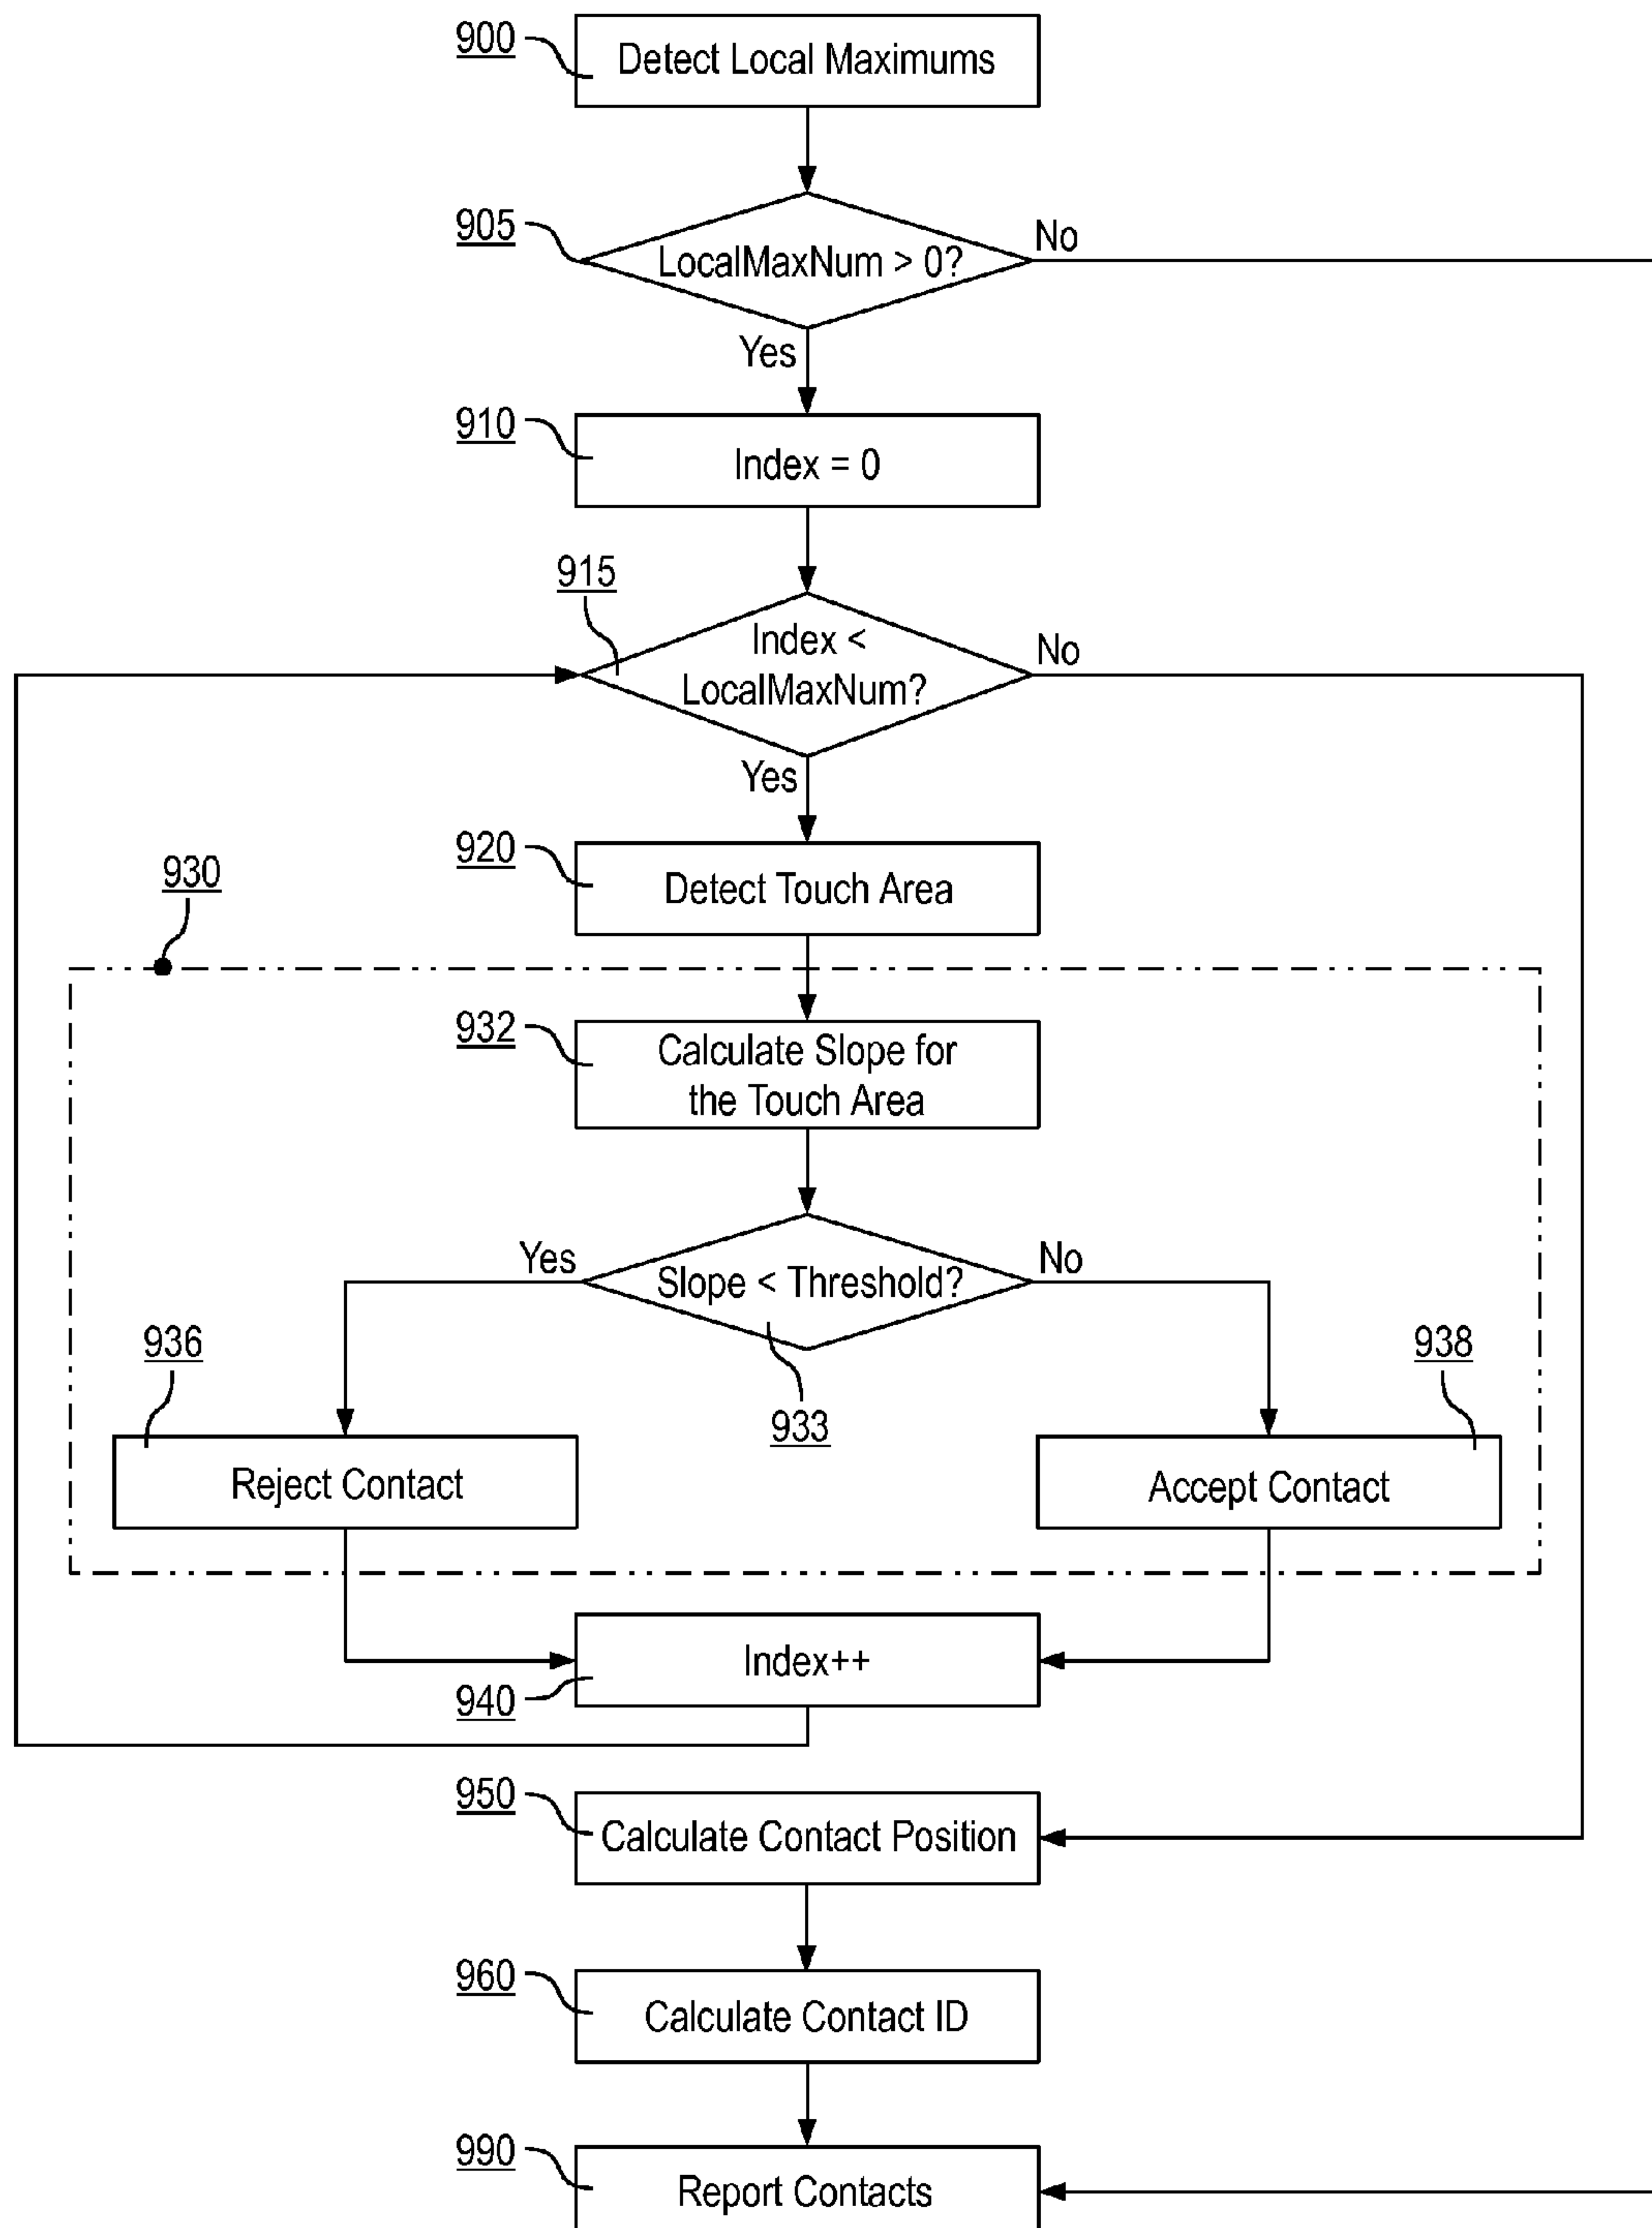 900
Detect Local Maximums
905
LocalMaxNum > 0?
No
Yes
910
Index = 0
915
Index <
LocalMaxNum?
No
Yes
920
Detect Touch Area
930
932
Calculate Slope for
the Touch Area
Yes
Slope < Threshold?
No
936
933
938
Reject Contact
Accept Contact
Index++
940
950
Calculate Contact Position
960
Calculate Contact ID
990
Report Contacts